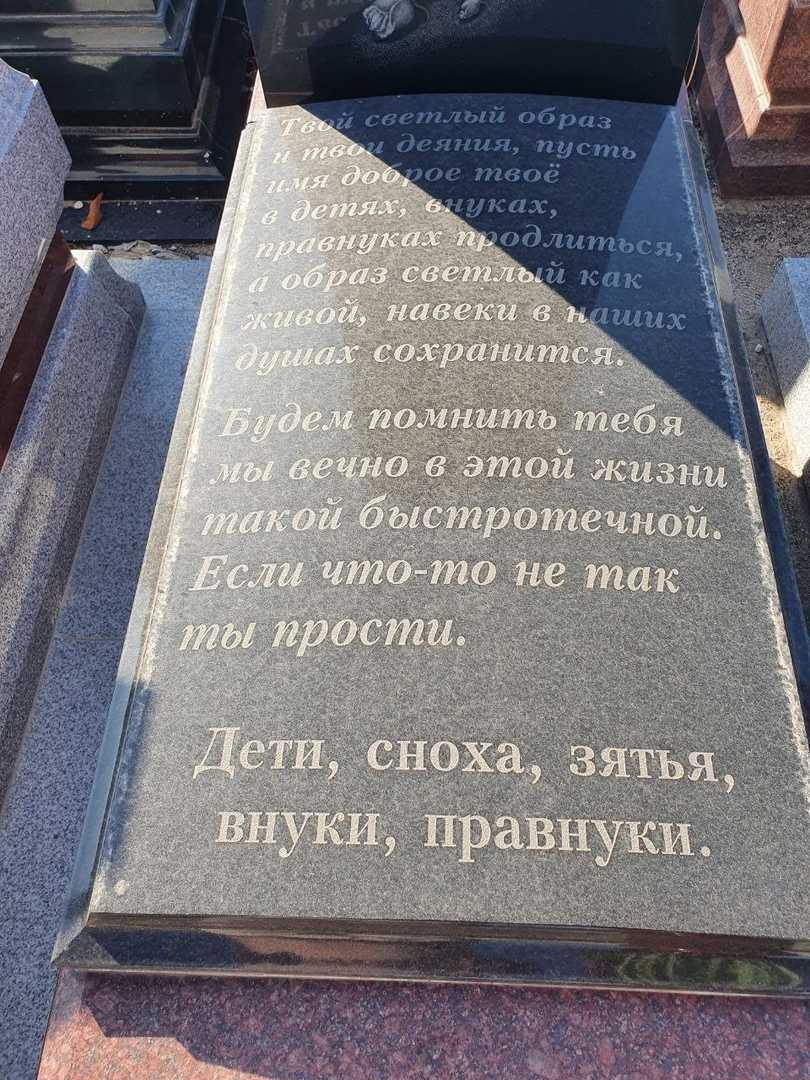 Твой светлый образ
и твои деяния, пусть
имя доброе твоё
в детях, внуках,
правнуках продлиться,
а образ светлый как
живой, навеки в наших
душах сохранится.
Будем помнить тебя
мы вечно в этой жизни
такой быстротечной.
Если что-то не так
ты прости.
Дети, сноха, зятья,
внуки, правнуки.